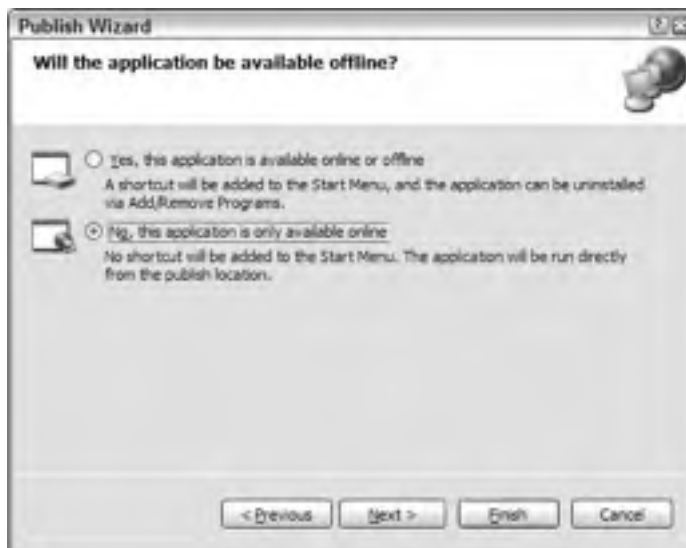 Publish Wizard
Will the application be available offline?
Yes, this application is available online or offline
A shortcut will be added to the Start Menu, and the application can be uninstalled
via Add/Remove Programs.
No, this application is only available online
No shortcut will be added to the Start Menu. The application will be run directly
from the publish location.
< Previous Next > Finish Cancel